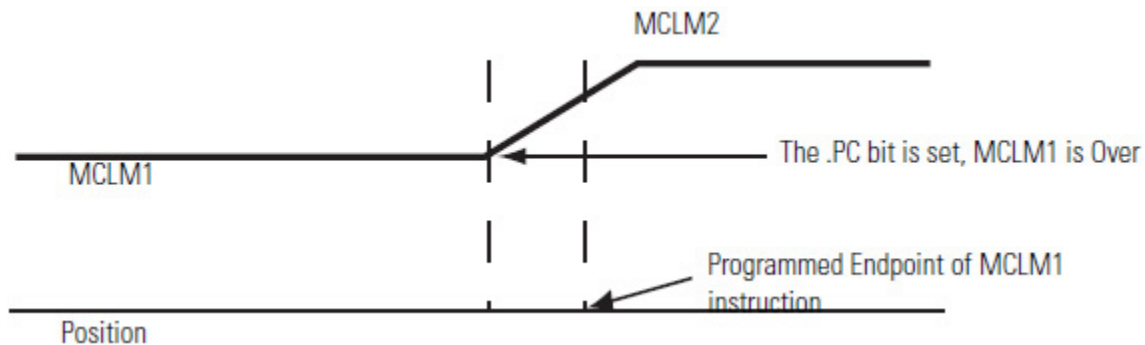 MCLM2
The .PC bit is set, MCLM1 is Over
MCLM1
Programmed Endpoint of MCLM1
instruction
Position